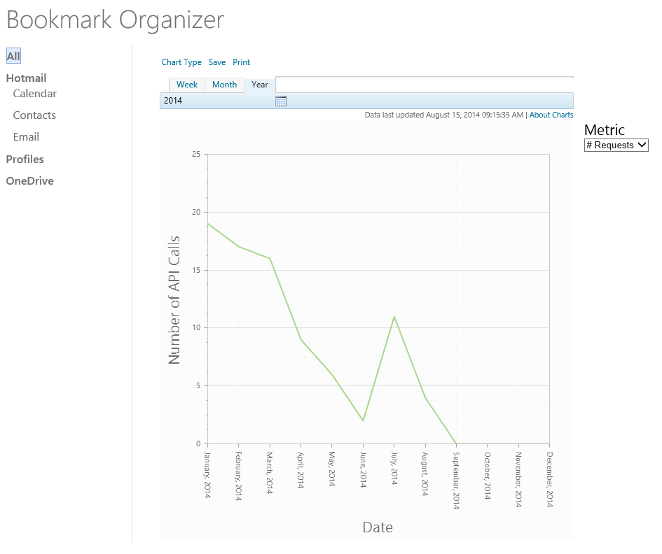 Bookmark Organizer
All
Hotmail
Calendar
Contacts
Email
Profiles
OneDrive
Chart Type Save Print
Week Month Year
2014
Data last updated August 15, 2014 09:15:35 AM | About Charts
Metric
# Requests
Number of API Calls
25
20
15
10
5
0
January, 2014
February, 2014
March, 2014
April, 2014
May, 2014
June, 2014
July, 2014
August, 2014
September, 2014
October, 2014
November, 2014
December, 2014
Date